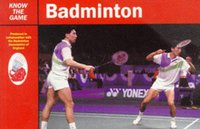 KNOW
THE
GAME
Badminton
Produced in
collaboration with
the Badminton
Association of
England
YONEX